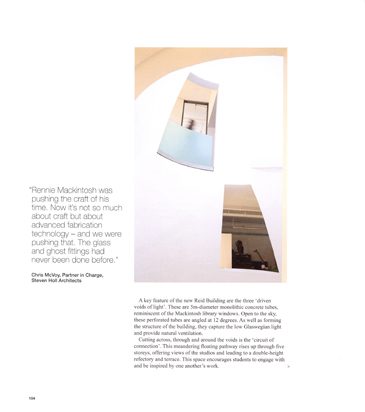 "Rennie Mackintosh was
pushing the craft of his
time. Now it's not so much
about craft but about
advanced fabrication
technology – and we were
pushing that. The glass
and ghost fittings had
never been done before."
Chris McVoy, Partner in Charge,
Steven Holl Architects
A key feature of the new Reid Building are the three 'driven
voids of light'. These are 5m-diameter monolithic concrete tubes,
reminiscent of the Mackintosh library windows. Open to the sky,
these perforated tubes are angled at 12 degrees. As well as forming
the structure of the building, they capture the low Glaswegian light
and provide natural ventilation.
Cutting across, through and around the voids is the 'circuit of
connection'. This meandering floating pathway rises up through five
storeys, offering views of the studios and leading to a double-height
refectory and terrace. This space encourages students to engage with
and be inspired by one another's work.
104